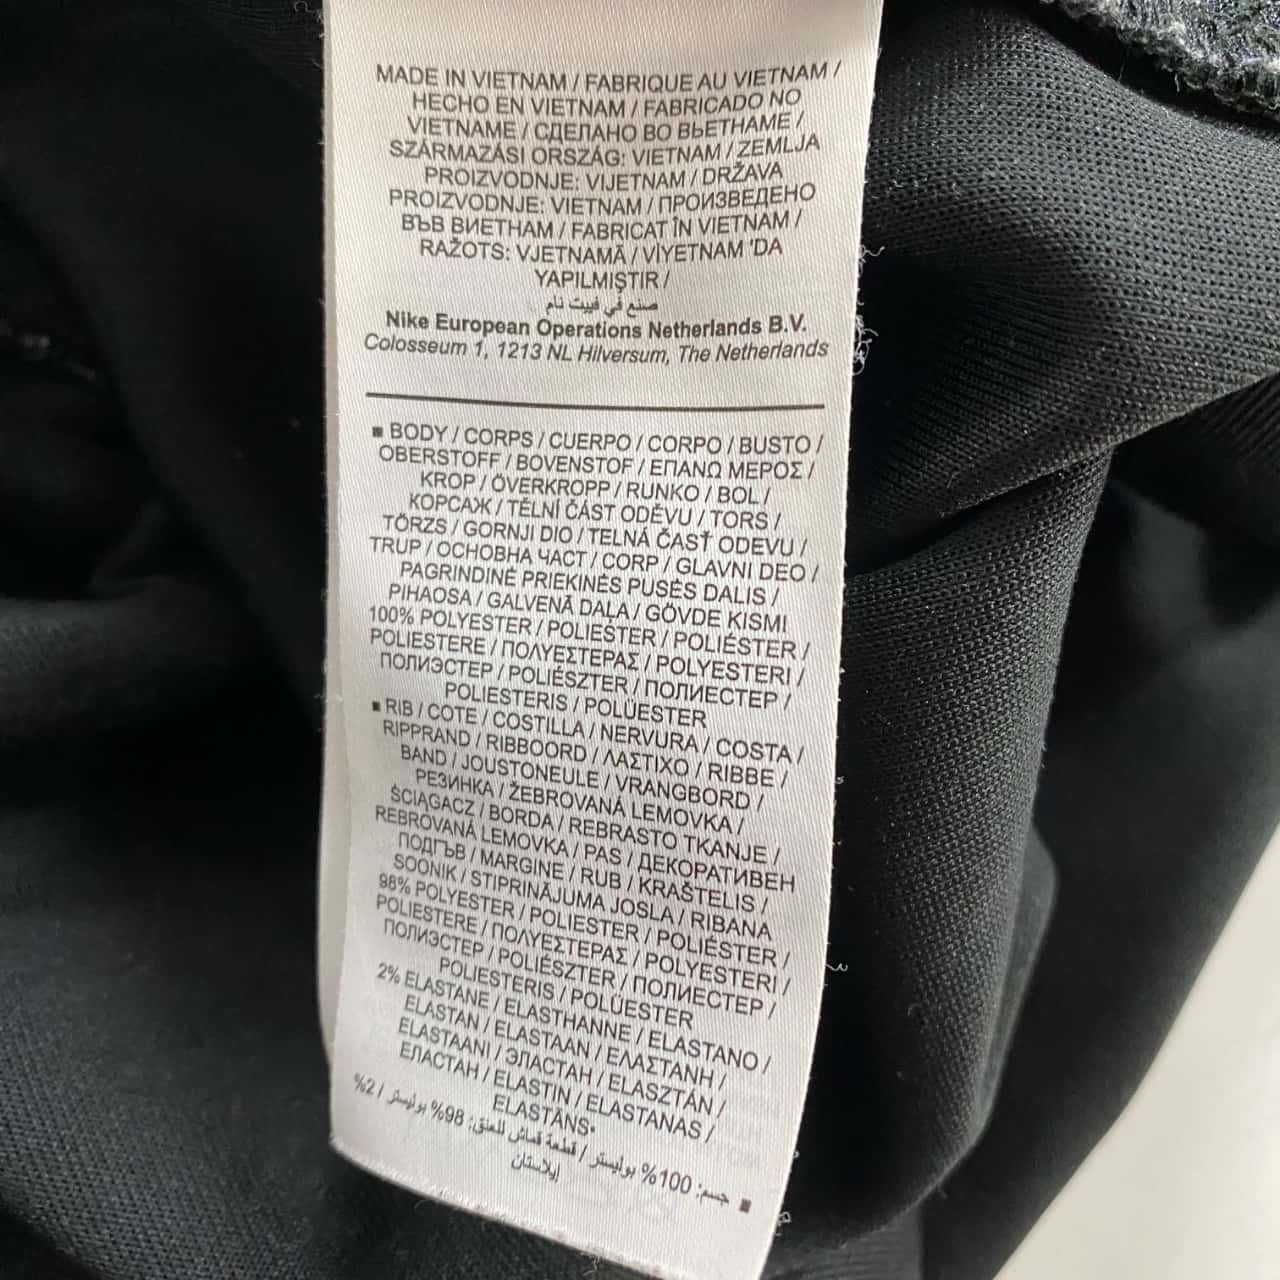 MADE IN VIETNAM / FABRIQUE AU VIETNAM /
HECHO EN VIETNAM / FABRICADO NO
VIETNAME / СДЕЛАНО ВО ВЬЕТНАМЕ /
SZÁRMAZÁSI ORSZÁG: VIETNAM / ZEMLJA
PROIZVODNJE: VIJETNAM / DRŽAVA
PROIZVODNJE: VIETNAM / ПРОИЗВЕДЕНО
ВЪВ ВИЕТНАМ / FABRICAT ÎN VIETNAM /
RAŽOTS: VJETNAMĀ / VİYETNAM 'DA
YAPILMIŞTIR /
صنع في فييت نام
Nike European Operations Netherlands B.V.
Colosseum 1, 1213 NL Hilversum, The Netherlands
■ BODY / CORPS / CUERPO / CORPO / BUSTO /
OBERSTOFF / BOVENSTOF / ΕΠΑΝΩ ΜΕΡΟΣ /
KROP / ÖVERKROPP / RUNKO / BOL /
КОРСАЖ / TĚLNÍ ČÁST ODĚVU / TORS /
TÖRZS / GORNJI DIO / TELNÁ ČASŤ ODEVU /
TRUP / ОСНОВНА ЧАСТ / CORP / GLAVNI DEO /
PAGRINDINĖ PRIEKINĖS PUSĖS DALIS /
PIHAOSA / GALVENĀ DAĻA / GÖVDE KISMI
100% POLYESTER / POLIESTER / POLIÉSTER /
POLIESTERE / ΠΟΛΥΕΣΤΕΡΑΣ / POLYESTERI /
ПОЛИЭСТЕР / POLIÉSZTER / ПОЛИЕСТЕР /
POLIESTERIS / POLÜESTER
■ RIB / COTE / COSTILLA / NERVURA / COSTA /
RIPPRAND / RIBBOORD / ΛΑΣΤΙΧΟ / RIBBE /
BAND / JOUSTONEULE / VRANGBORD /
РЕЗИНКА / ŽEBROVANÁ LEMOVKA /
ŚCIĄGACZ / BORDA / REBRASTO TKANJE /
REBROVANÁ LEMOVKA / PAS / ДЕКОРАТИВЕН
ПОДГЪВ / MARGINE / RUB / KRAŠTELIS /
SOONIK / STIPRINĀJUMA JOSLA / RIBANA
98% POLYESTER / POLIESTER / POLIÉSTER /
POLIESTERE / ΠΟΛΥΕΣΤΕΡΑΣ / POLYESTERI /
ПОЛИЭСТЕР / POLIÉSZTER / ПОЛИЕСТЕР /
POLIESTERIS / POLÜESTER
2% ELASTANE / ELASTHANNE / ELASTANO /
ELASTAN / ELASTAAN / ΕΛΑΣΤΑΝΗ /
ELASTAANI / ЭЛАСТАН / ELASZTÁN /
ЕЛАСТАН / ELASTIN / ELASTANAS /
ELASTĀNS*
■ جسم: 100% بوليستر / قطعة قماش للعنق: 98% بوليستر / 2%
إيلاستان